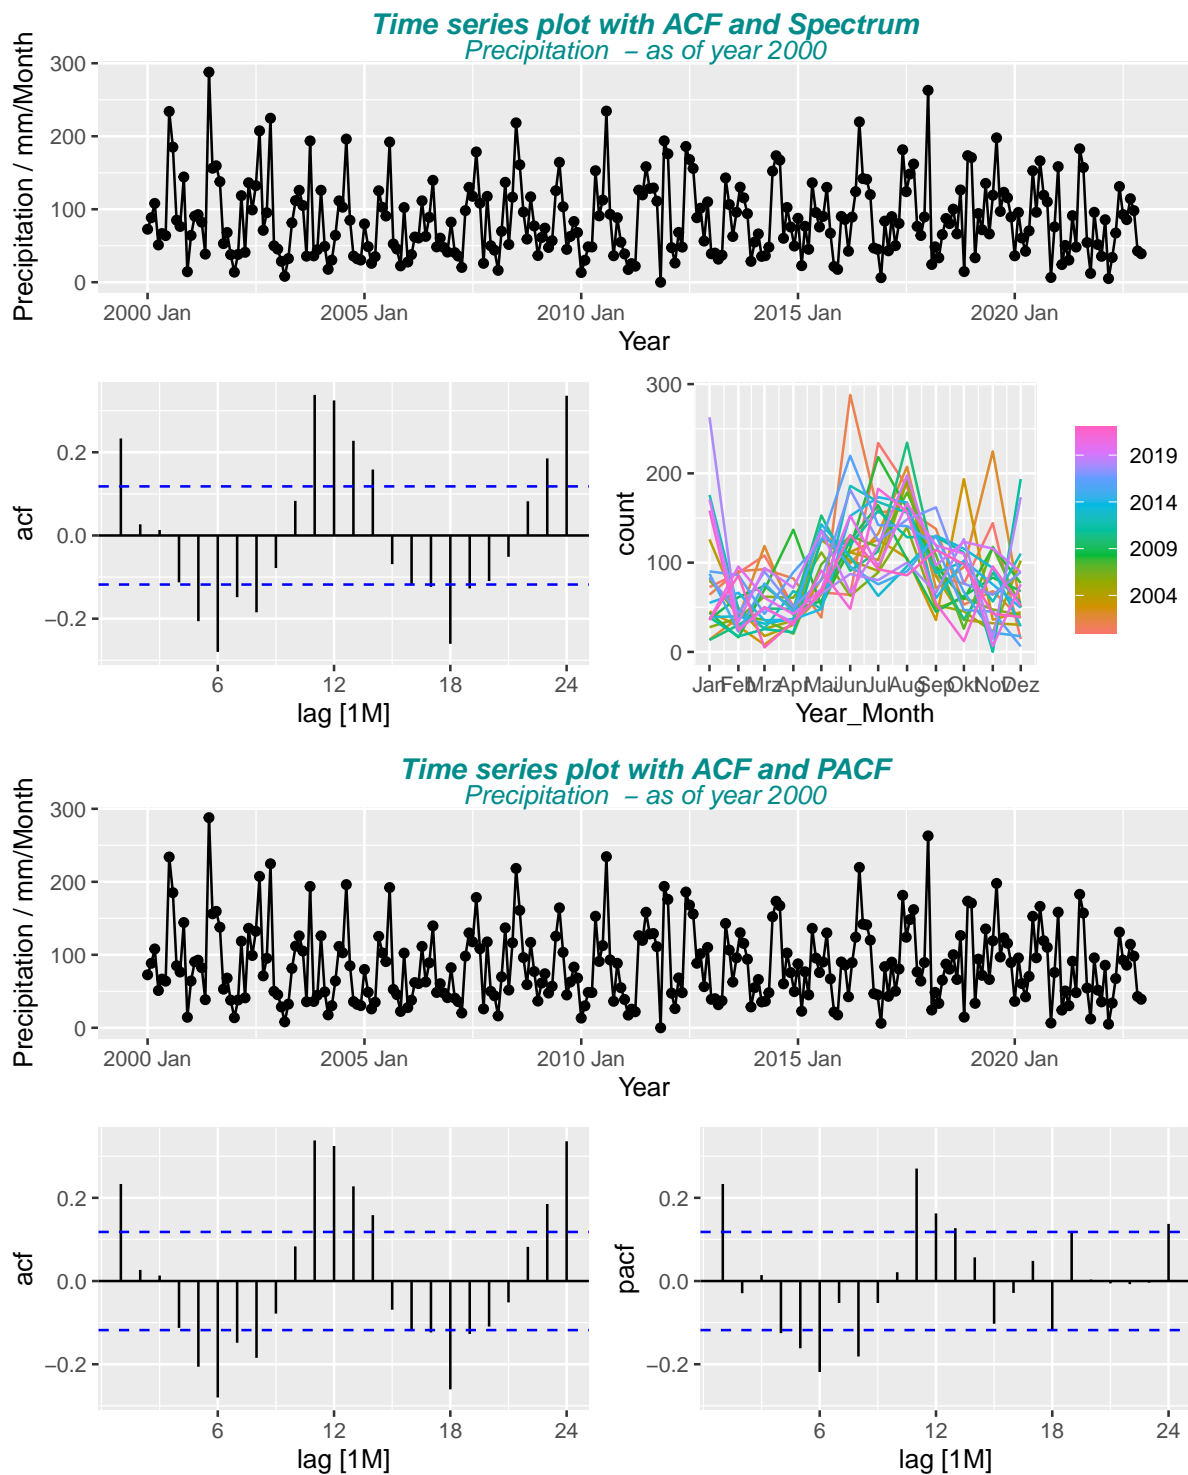 Time series plot with ACF and Spectrum
Precipitation – as of year 2000
Precipitation / mm/Month
300
200
100
0
2000 Jan 2005 Jan 2010 Jan 2015 Jan 2020 Jan
Year
acf
0.2
0.0
−0.2
6 12 18 24
lag [1M]
count
300
200
100
0
Jan Feb Mrz Apr Mai Jun Jul Aug Sep Okt Nov Dez
Year_Month
2019
2014
2009
2004
Time series plot with ACF and PACF
Precipitation – as of year 2000
Precipitation / mm/Month
300
200
100
0
2000 Jan 2005 Jan 2010 Jan 2015 Jan 2020 Jan
Year
acf
0.2
0.0
−0.2
6 12 18 24
lag [1M]
pacf
0.2
0.0
−0.2
6 12 18 24
lag [1M]